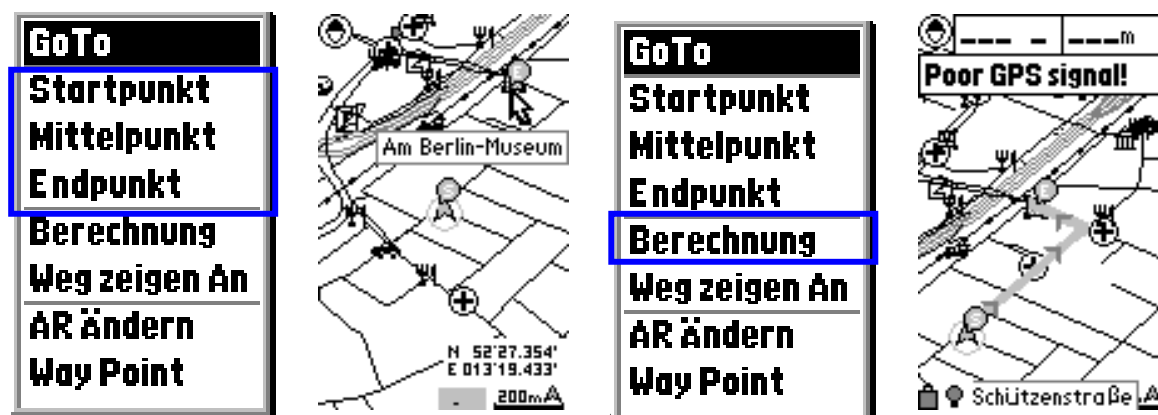 GoTo
Startpunkt
Mittelpunkt
Endpunkt
Berechnung
Weg zeigen An
AR Ändern
Way Point
Am Berlin-Museum
N 52°27.354'
E 013°19.433'
200m
GoTo
Startpunkt
Mittelpunkt
Endpunkt
Berechnung
Weg zeigen An
AR Ändern
Way Point
--- - ---m
Poor GPS signal!
Schützenstraße